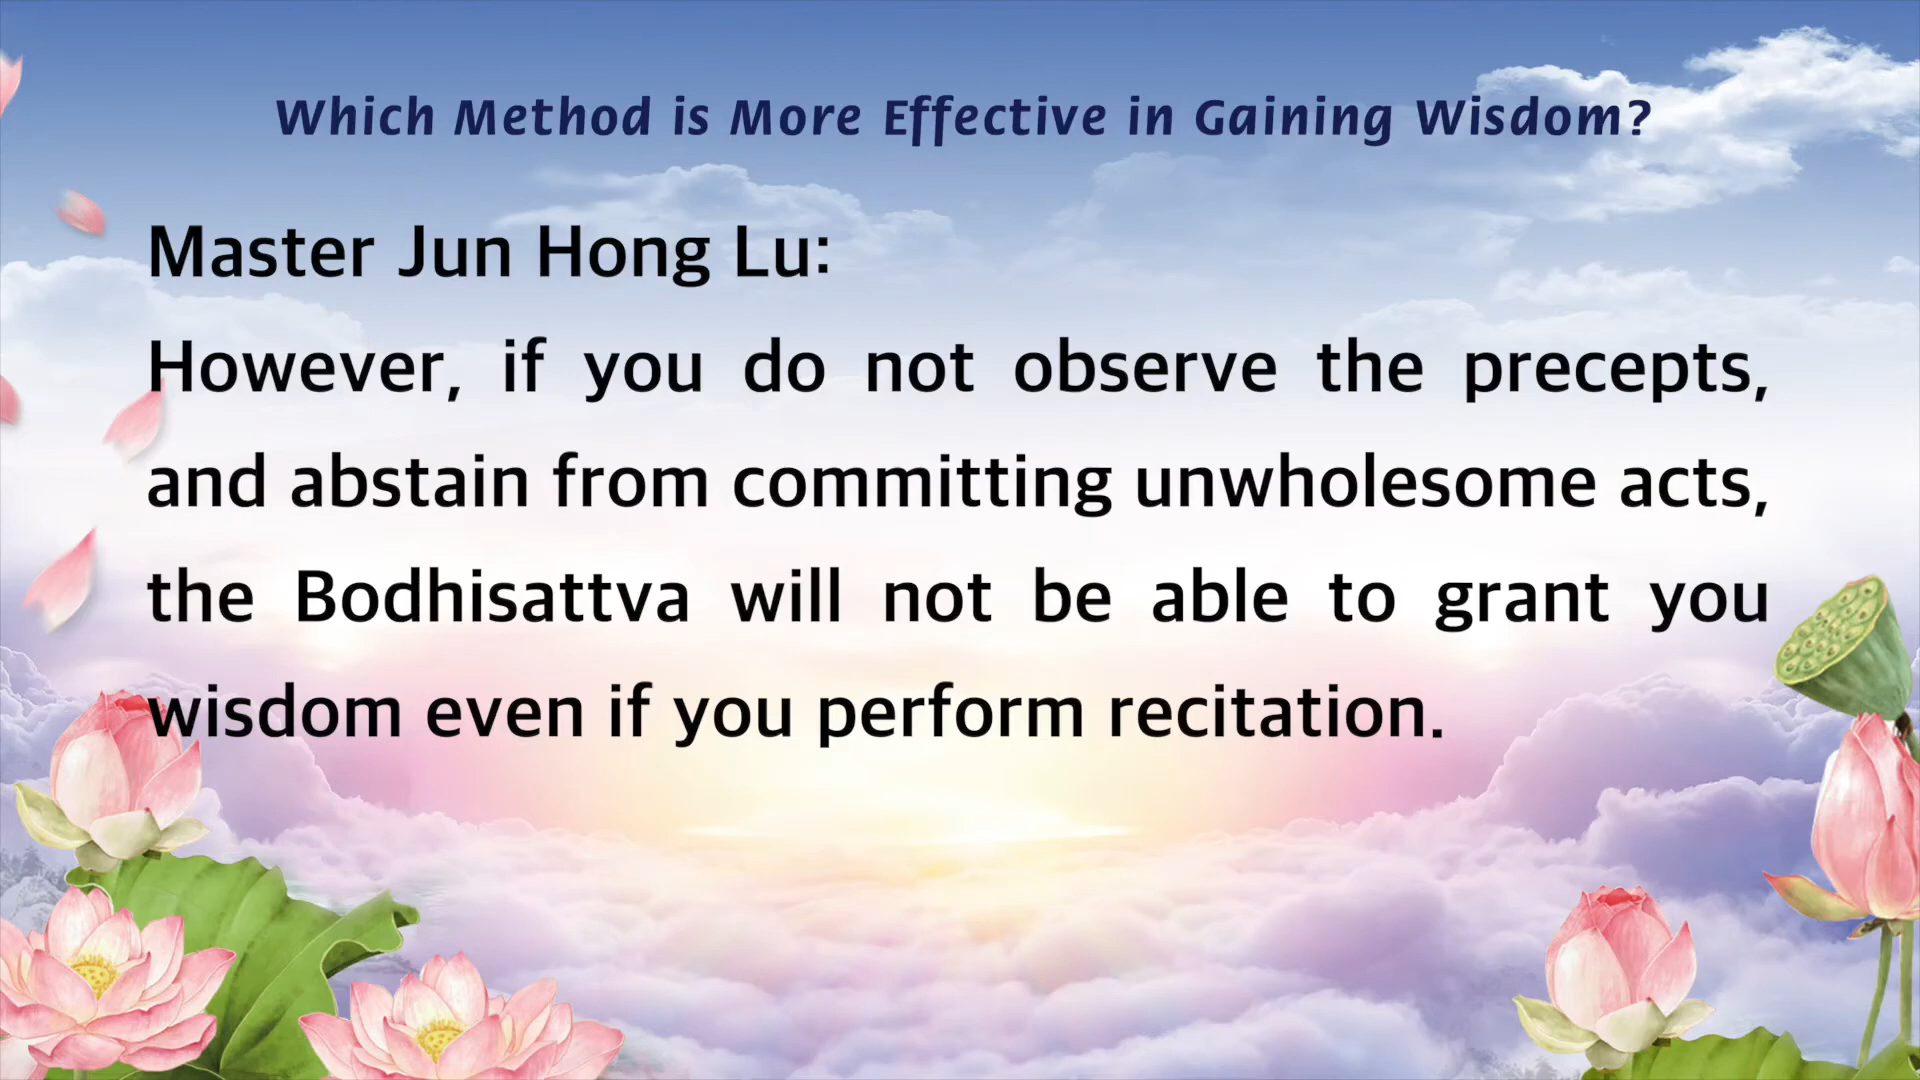 Which Method is More Effective in Gaining Wisdom?
Master Jun Hong Lu:
However, if you do not observe the precepts,
and abstain from committing unwholesome acts,
the Bodhisattva will not be able to grant you
wisdom even if you perform recitation.